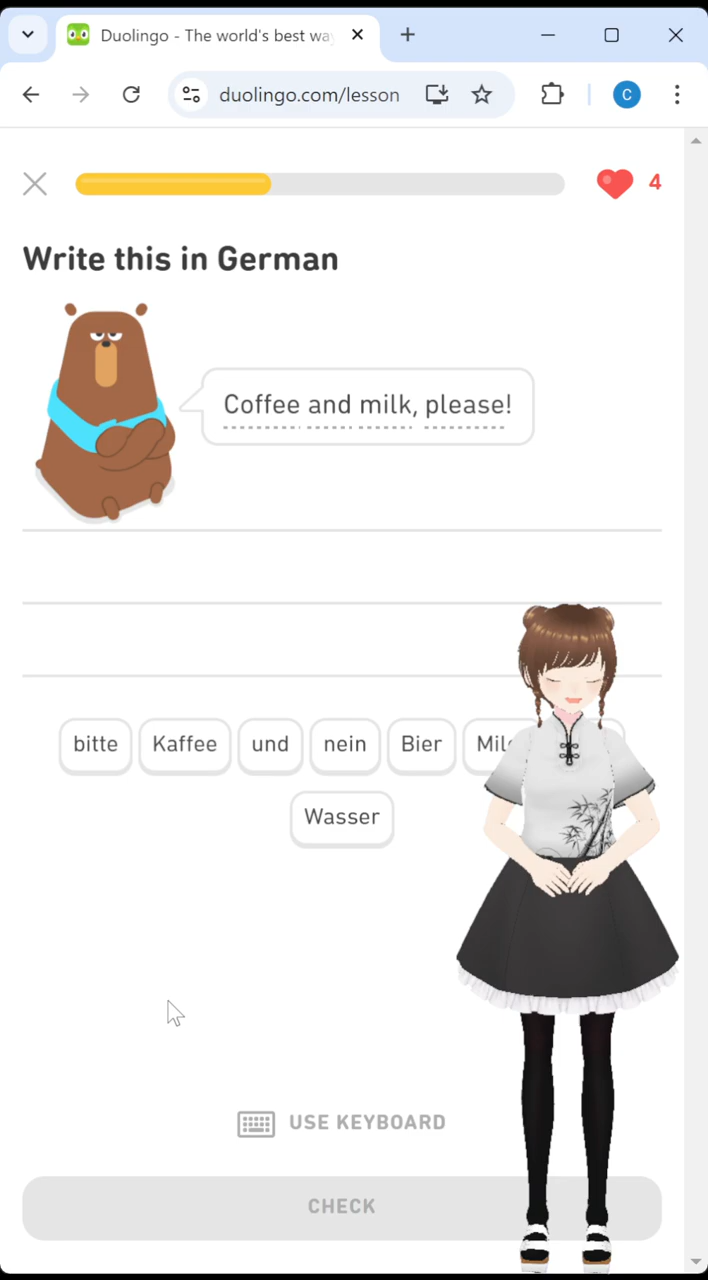 Duolingo - The world's best
duolingo.com/lesson
C
4
Write this in German
Coffee and milk, please!
bitte Kaffee und nein Bier
Wasser
USE KEYBOARD
CHECK